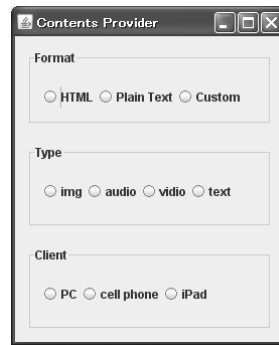 Contents Provider
Format
HTML Plain Text Custom
Type
img audio vidio text
Client
PC cell phone iPad